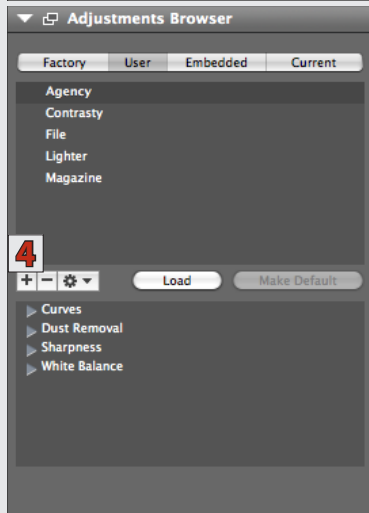 Adjustments Browser
Factory User Embedded Current
Agency
Contrasty
File
Lighter
Magazine
4
+ −
Load Make Default
Curves
Dust Removal
Sharpness
White Balance